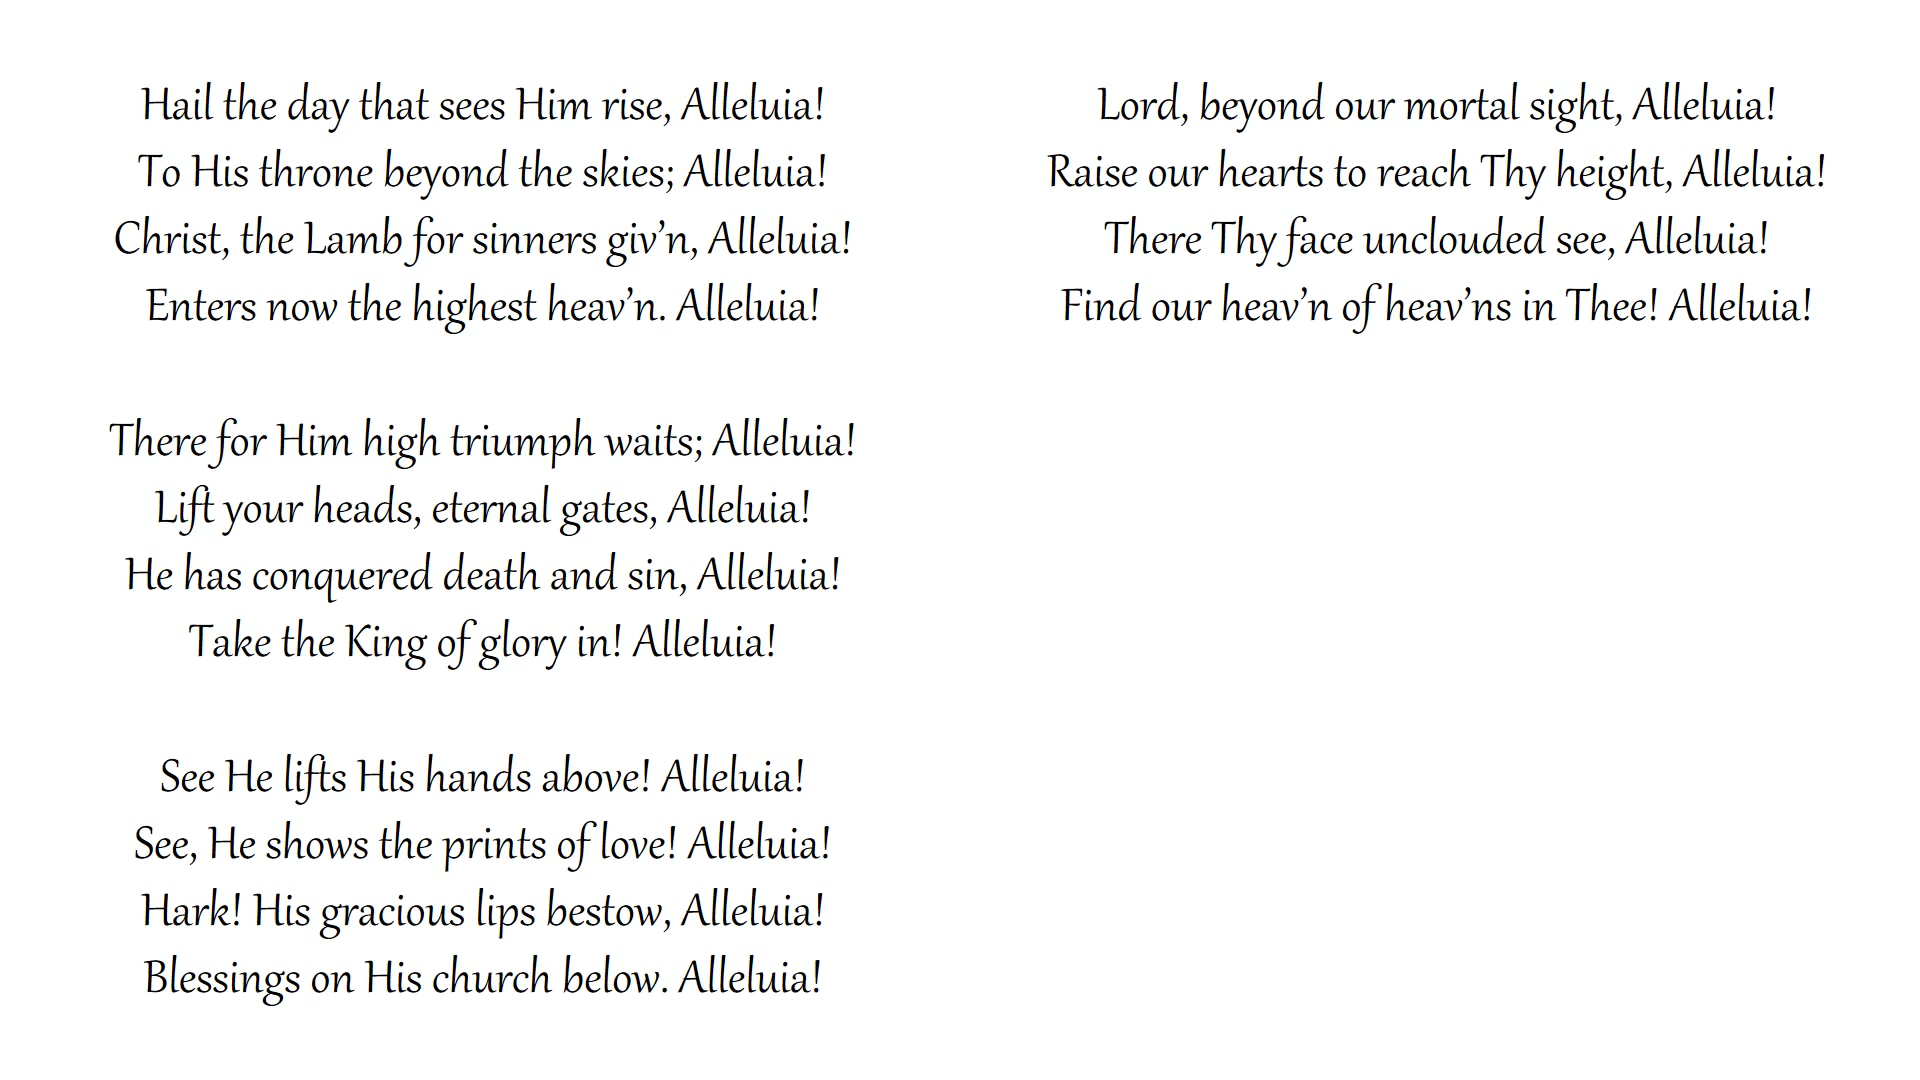 Hail the day that sees Him rise, Alleluia!
To His throne beyond the skies; Alleluia!
Christ, the Lamb for sinners giv’n, Alleluia!
Enters now the highest heav’n. Alleluia!

There for Him high triumph waits; Alleluia!
Lift your heads, eternal gates, Alleluia!
He has conquered death and sin, Alleluia!
Take the King of glory in! Alleluia!

See He lifts His hands above! Alleluia!
See, He shows the prints of love! Alleluia!
Hark! His gracious lips bestow, Alleluia!
Blessings on His church below. Alleluia!

Lord, beyond our mortal sight, Alleluia!
Raise our hearts to reach Thy height, Alleluia!
There Thy face unclouded see, Alleluia!
Find our heav’n of heav’ns in Thee! Alleluia!